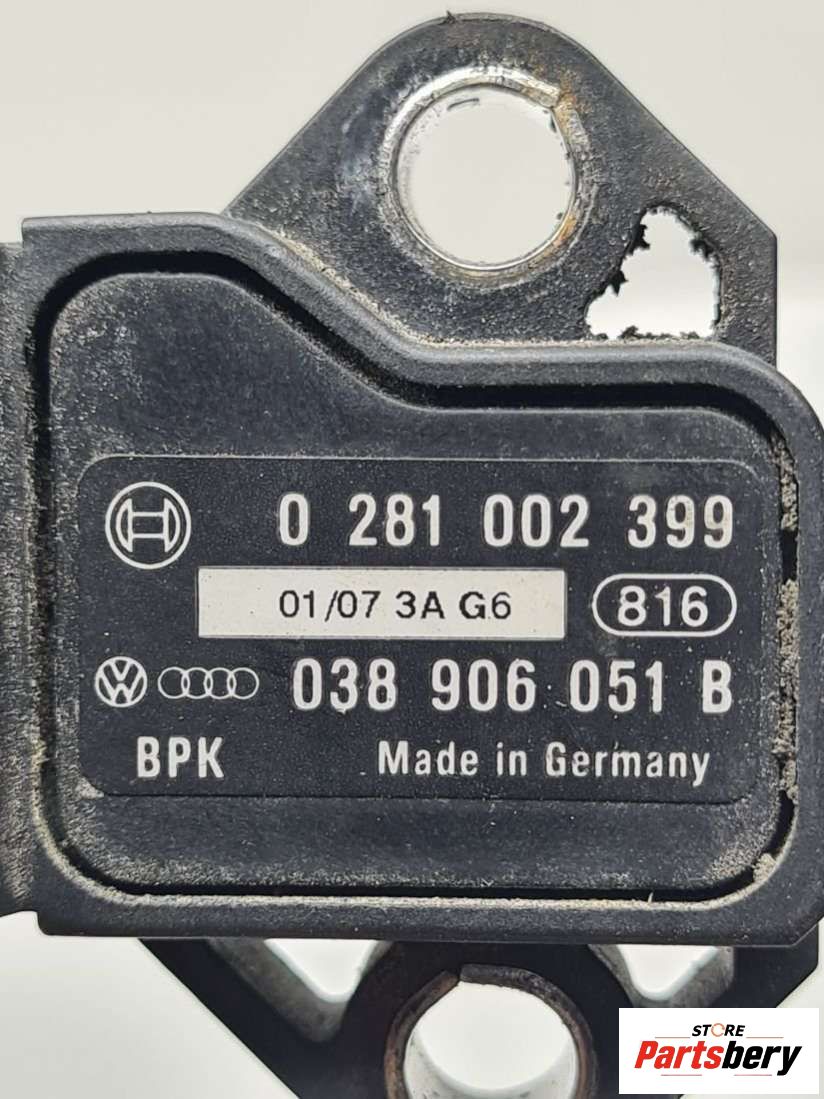 0 281 002 399
01/07 3A G6 816
038 906 051 B
BPK Made in Germany
STORE
Partsbery